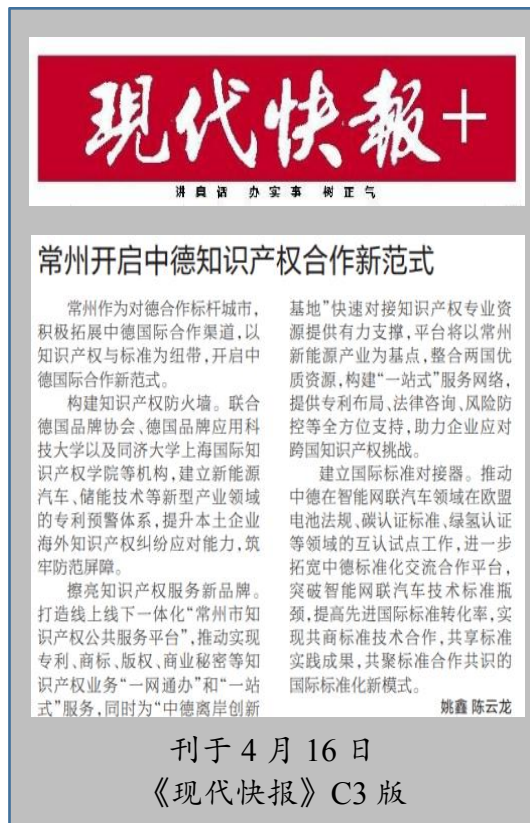 現代快報+
讲真话 办实事 树正气
常州开启中德知识产权合作新范式
常州作为对德合作标杆城市，
积极拓展中德国际合作渠道，以
知识产权与标准为纽带，开启中
德国际合作新范式。
构建知识产权防火墙。联合
德国品牌协会、德国品牌应用科
技大学以及同济大学上海国际知
识产权学院等机构，建立新能源
汽车、储能技术等新型产业领域
的专利预警体系，提升本土企业
海外知识产权纠纷应对能力，筑
牢防范屏障。
擦亮知识产权服务新品牌。
打造线上线下一体化“常州市知
识产权公共服务平台”，推动实现
专利、商标、版权、商业秘密等知
识产权业务“一网通办”和“一站
式”服务，同时为“中德离岸创新
基地”快速对接知识产权专业资
源提供有力支撑，平台将以常州
新能源产业为基点，整合两国优
质资源，构建“一站式”服务网络，
提供专利布局、法律咨询、风险防
控等全方位支持，助力企业应对
跨国知识产权挑战。
建立国际标准对接器。推动
中德在智能网联汽车领域在欧盟
电池法规、碳认证标准、绿氢认证
等领域的互认试点工作，进一步
拓宽中德标准化交流合作平台，
突破智能网联汽车技术标准瓶
颈，提高先进国际标准转化率，实
现共商标准技术合作，共享标准
实践成果，共聚标准合作共识的
国际标准化新模式。
姚鑫 陈云龙
刊于 4 月 16 日
《现代快报》C3 版